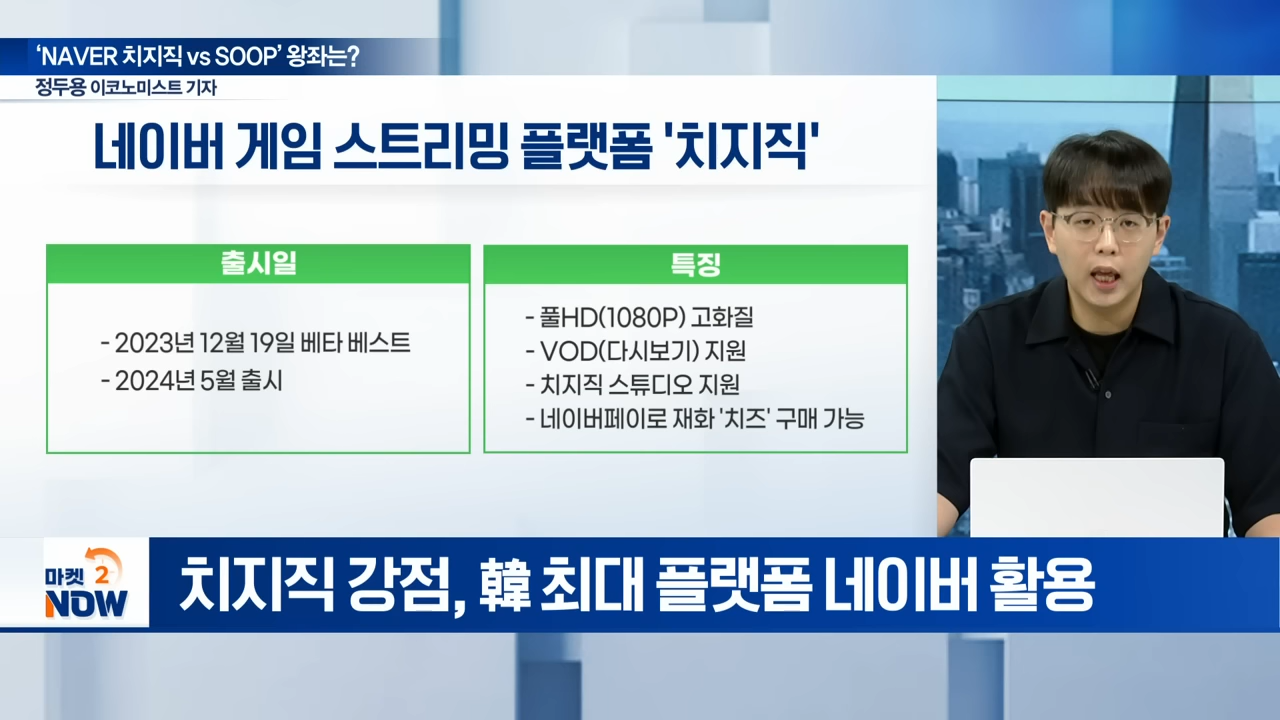 ‘NAVER 치지직 vs SOOP’ 왕좌는?
정두용 이코노미스트 기자
네이버 게임 스트리밍 플랫폼 '치지직'
출시일
- 2023년 12월 19일 베타 베스트
- 2024년 5월 출시
특징
- 풀HD(1080P) 고화질
- VOD(다시보기) 지원
- 치지직 스튜디오 지원
- 네이버페이로 재화 '치즈' 구매 가능
마켓 2
NOW
치지직 강점, 韓 최대 플랫폼 네이버 활용